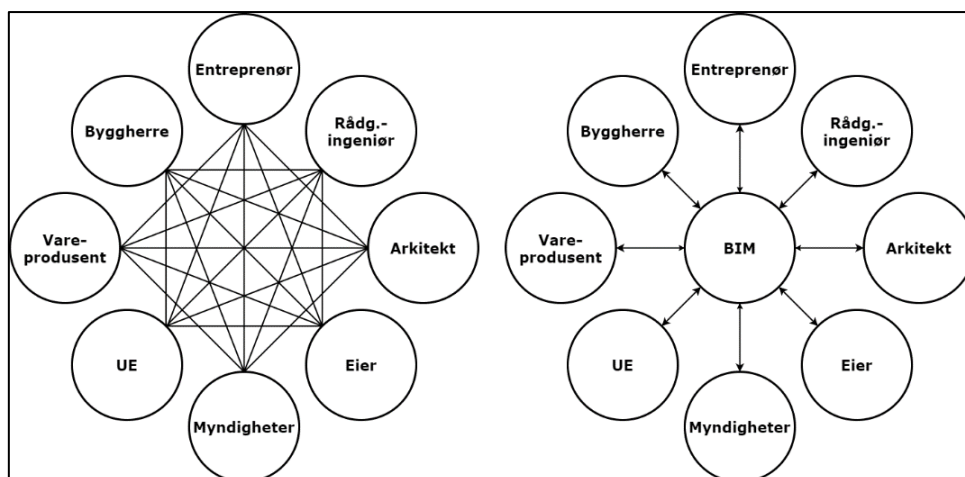 Entreprenør
Rådg.-
ingeniør
Arkitekt
Eier
Myndigheter
UE
Vare-
produsent
Byggherre
Entreprenør
Rådg.-
ingeniør
Arkitekt
Eier
Myndigheter
UE
Vare-
produsent
Byggherre
BIM